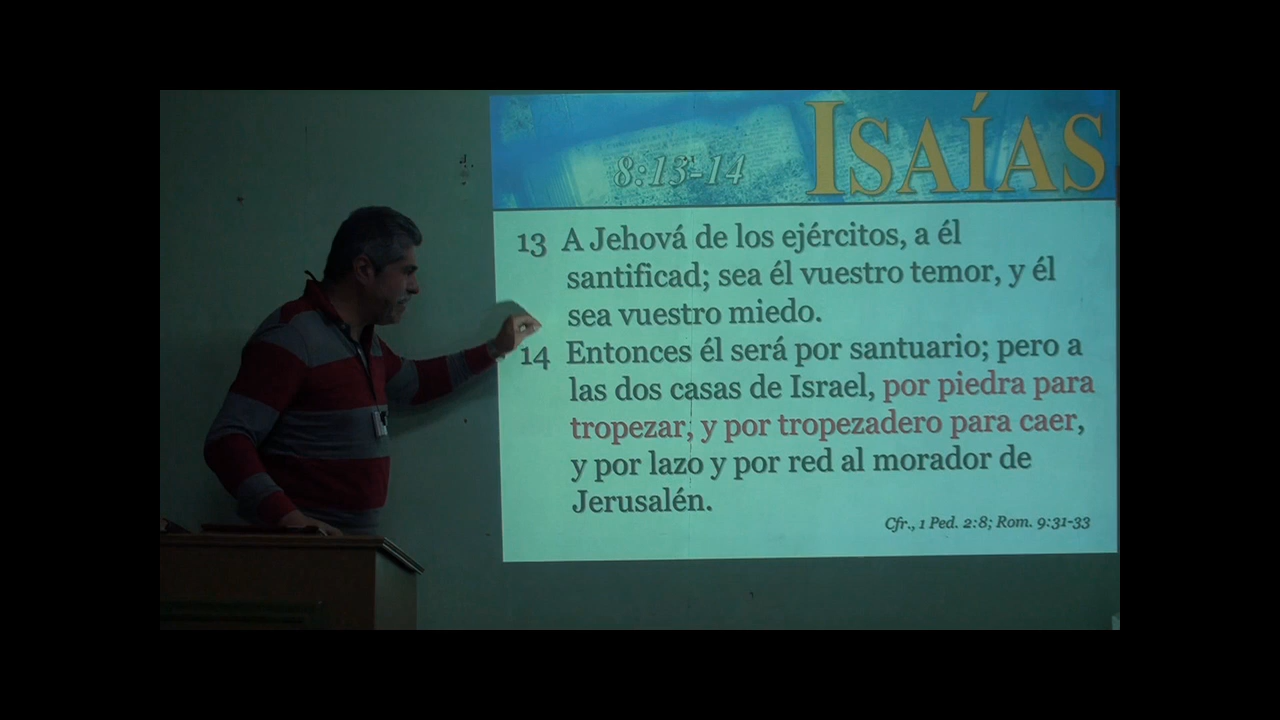 ISAÍAS
8:13-14
13 A Jehová de los ejércitos, a él
santificad; sea él vuestro temor, y él
sea vuestro miedo.
14 Entonces él será por santuario; pero a
las dos casas de Israel, por piedra para
tropezar, y por tropezadero para caer,
y por lazo y por red al morador de
Jerusalén.
Cfr., 1 Ped. 2:8; Rom. 9:31-33